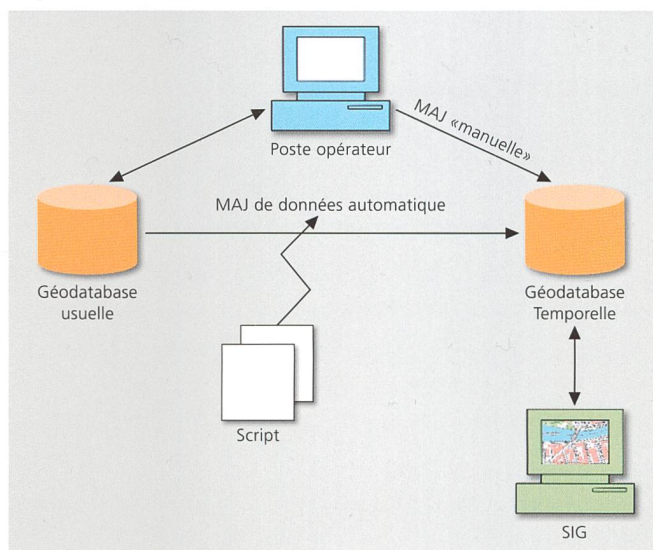 Poste opérateur
MAJ «manuelle»
MAJ de données automatique
Géodatabase
usuelle
Géodatabase
Temporelle
Script
SIG